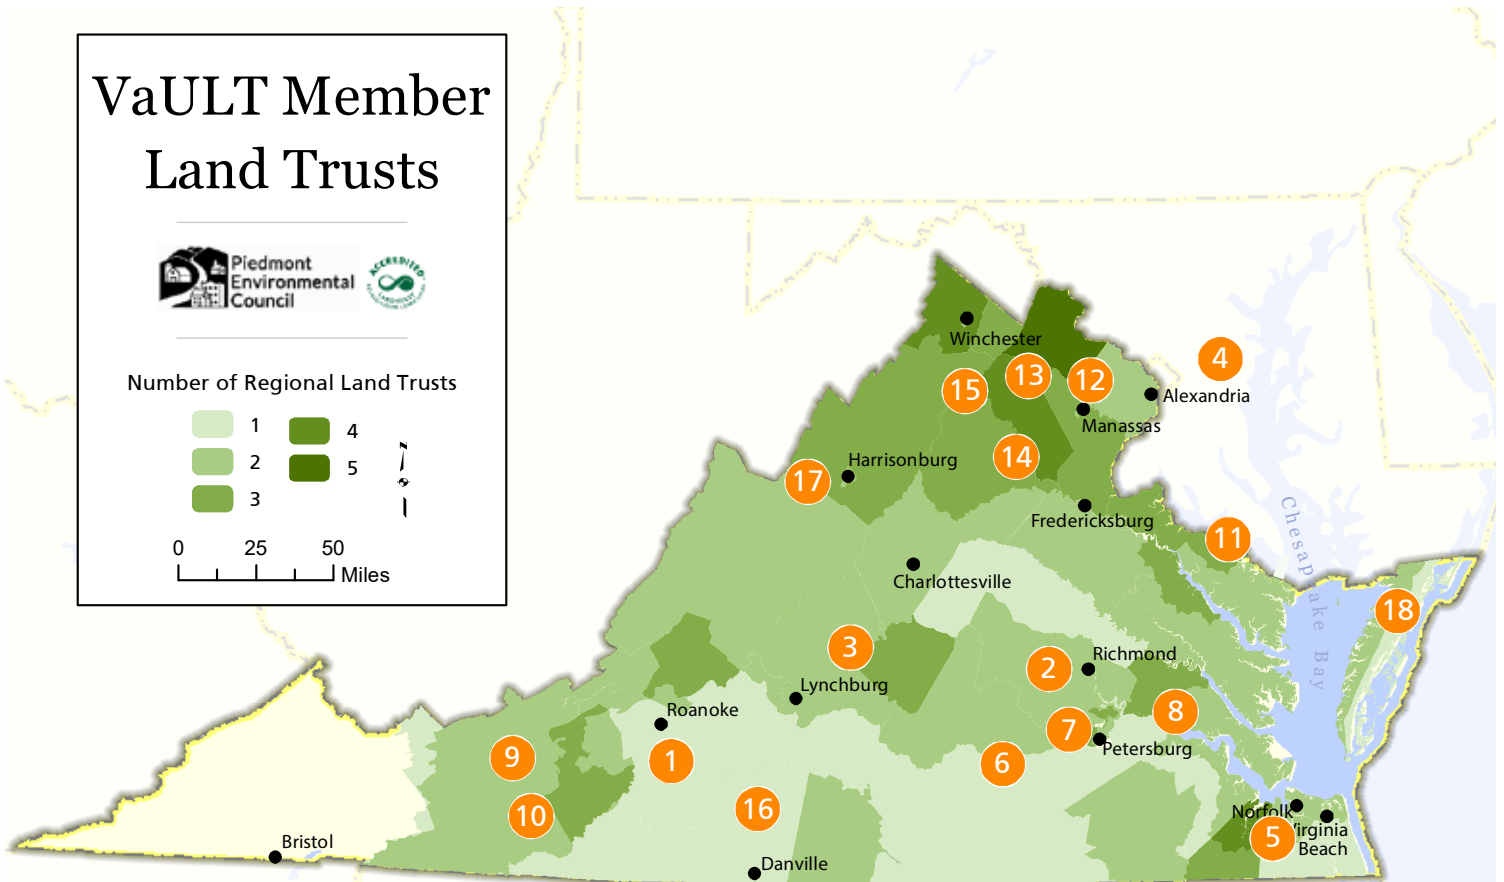 VaULT Member
Land Trusts
Piedmont
Environmental
Council
ACCREDITED
Number of Regional Land Trusts
1
4
2
5
3
0 25 50
Miles
Winchester
4
13
12
15
Alexandria
Manassas
14
Harrisonburg
17
Fredericksburg
Chesapeake Bay
11
Charlottesville
18
3
Richmond
2
Lynchburg
Roanoke
8
7
Petersburg
9
1
6
16
10
Norfolk
Virginia
Beach
5
Bristol
Danville